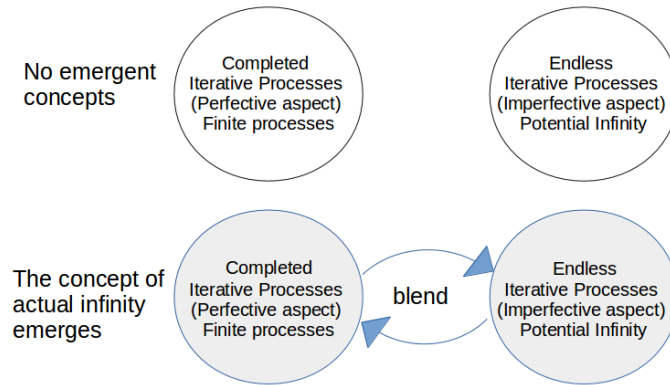 No emergent
concepts
Completed
Iterative Processes
(Perfective aspect)
Finite processes
Endless
Iterative Processes
(Imperfective aspect)
Potential Infinity
The concept of
actual infinity
emerges
Completed
Iterative Processes
(Perfective aspect)
Finite processes
blend
Endless
Iterative Processes
(Imperfective aspect)
Potential Infinity